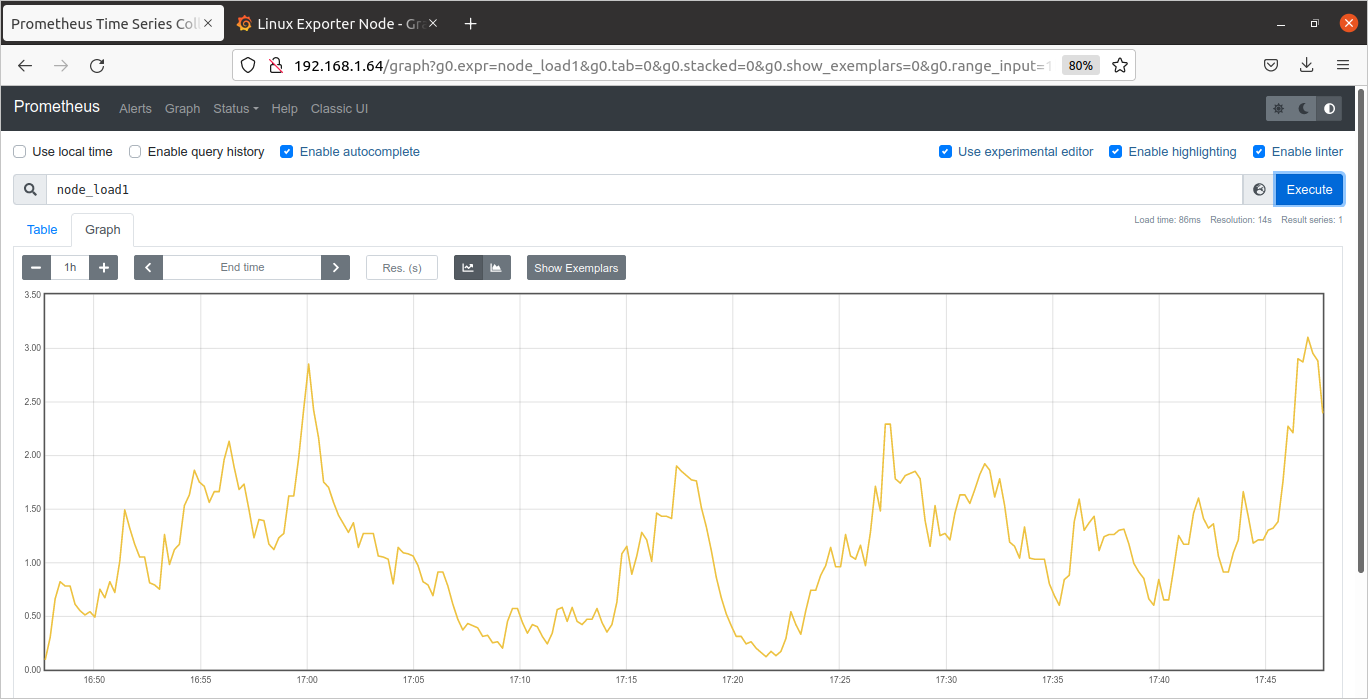 Prometheus Time Series Col
Linux Exporter Node - Gra
192.168.1.64/graph?g0.expr=node_load1&g0.tab=0&g0.stacked=0&g0.show_exemplars=0&g0.range_input=1
80%
Prometheus Alerts Graph Status Help Classic UI
Use local time Enable query history Enable autocomplete Use experimental editor Enable highlighting Enable linter
node_load1 Execute
Load time: 86ms Resolution: 14s Result series: 1
Table Graph
1h End time Res. (s) Show Exemplars
3.50
3.00
2.50
2.00
1.50
1.00
0.50
0.00
16:50 16:55 17:00 17:05 17:10 17:15 17:20 17:25 17:30 17:35 17:40 17:45